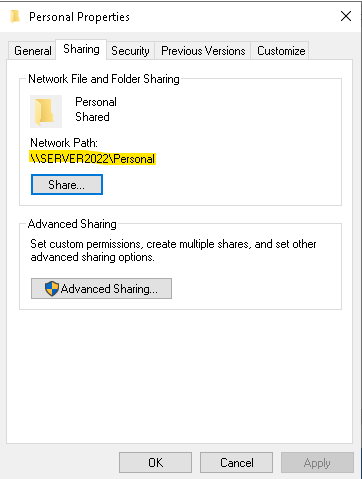 Personal Properties
General
Sharing
Security
Previous Versions
Customize
Network File and Folder Sharing
Personal
Shared
Network Path:
\\SERVER2022\Personal
Share...
Advanced Sharing
Set custom permissions, create multiple shares, and set other
advanced sharing options.
Advanced Sharing...
OK
Cancel
Apply